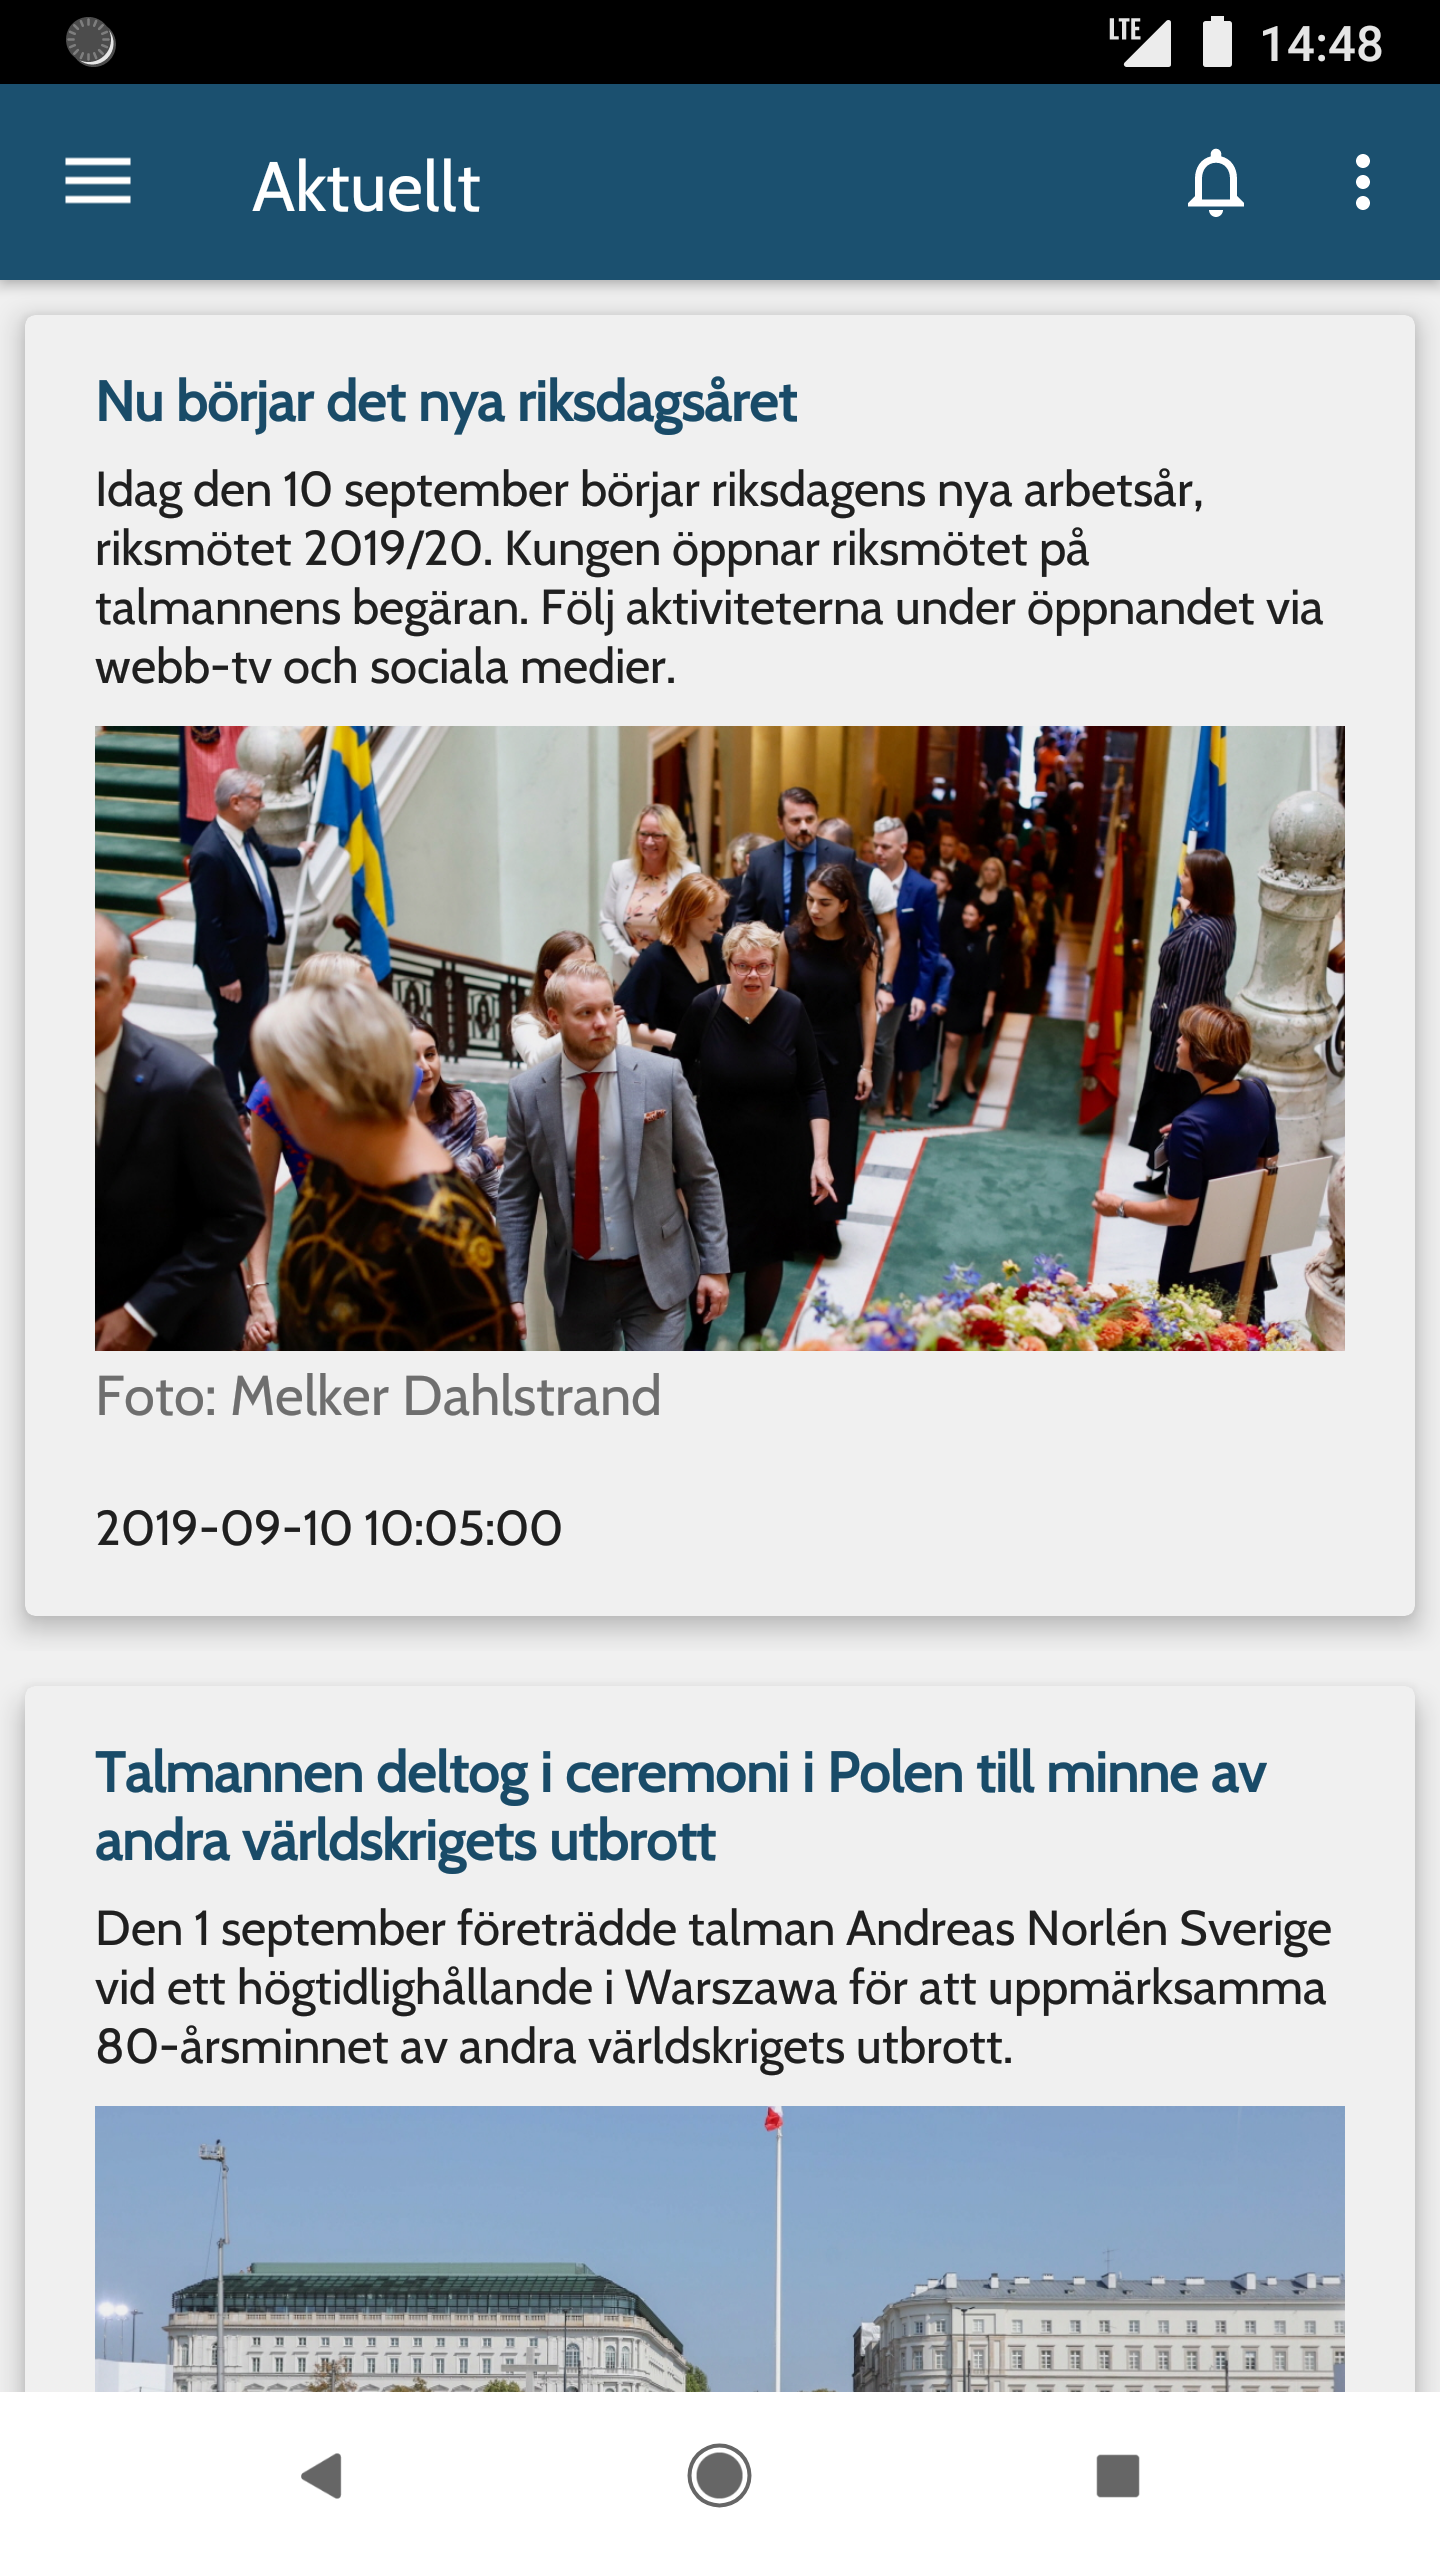 LTE 14:48
Aktuellt
Nu börjar det nya riksdagsåret
Idag den 10 september börjar riksdagens nya arbetsår,
riksmötet 2019/20. Kungen öppnar riksmötet på
talmannens begäran. Följ aktiviteterna under öppnandet via
webb-tv och sociala medier.
Foto: Melker Dahlstrand
2019-09-10 10:05:00
Talmannen deltog i ceremoni i Polen till minne av
andra världskrigets utbrott
Den 1 september företrädde talman Andreas Norlén Sverige
vid ett högtidlighållande i Warszawa för att uppmärksamma
80-årsminnet av andra världskrigets utbrott.